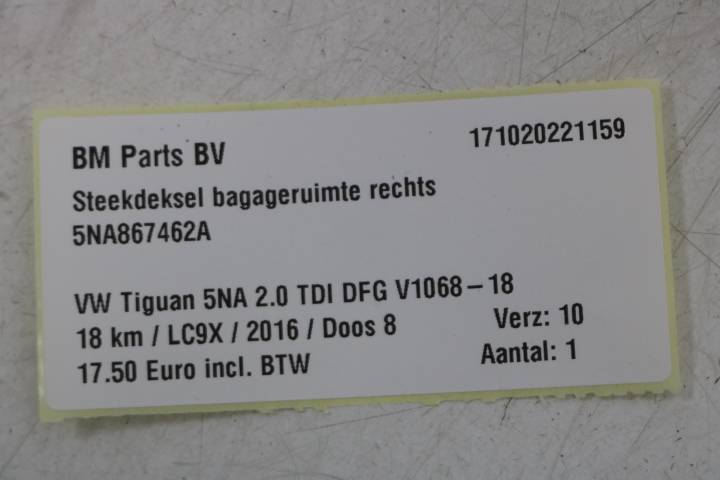 BM Parts BV
171020221159
Steekdeksel bagageruimte rechts
5NA867462A
VW Tiguan 5NA 2.0 TDI DFG V1068-18
18 km / LC9X / 2016 / Doos 8
Verz: 10
17.50 Euro incl. BTW
Aantal: 1